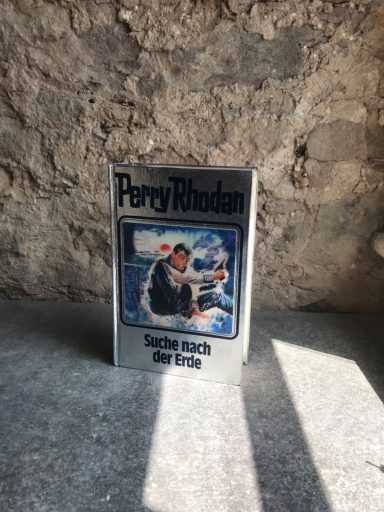 Perry Rhodan
Suche nach
der Erde